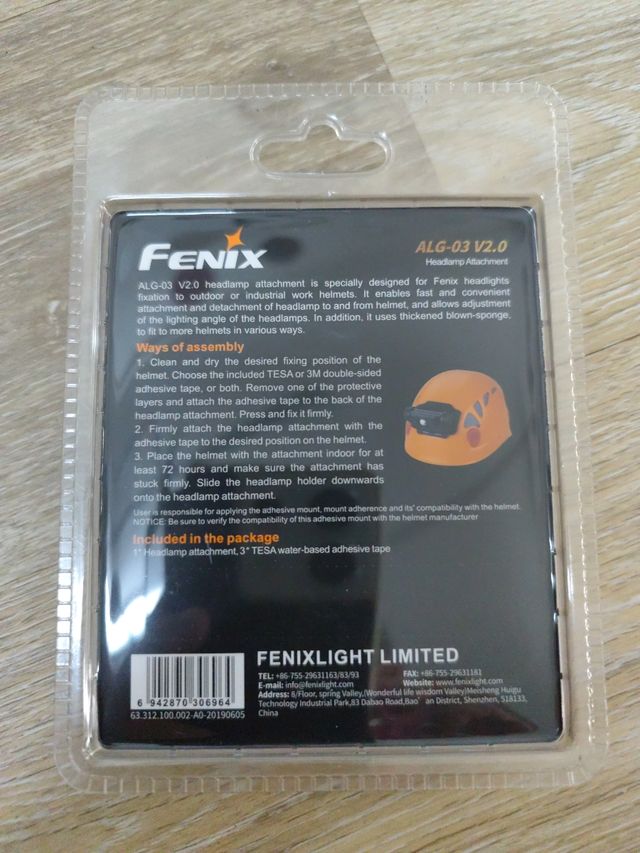 FENIX
ALG-03 V2.0
Headlamp Attachment
ALG-03 V2.0 headlamp attachment is specially designed for Fenix headlights
fixation to outdoor or industrial work helmets. It enables fast and convenient
attachment and detachment of headlamp to and from helmet, and allows adjustment
of the lighting angle of the headlamps. In addition, it uses thickened blown-sponge,
to fit to more helmets in various ways.
Ways of assembly
1. Clean and dry the desired fixing position of the
helmet. Choose the included TESA or 3M double-sided
adhesive tape, or both. Remove one of the protective
layers and attach the adhesive tape to the back of the
headlamp attachment. Press and fix it firmly.
2. Firmly attach the headlamp attachment with the
adhesive tape to the desired position on the helmet.
3. Place the helmet with the attachment indoor for at
least 72 hours and make sure the attachment has
stuck firmly. Slide the headlamp holder downwards
onto the headlamp attachment.
User is responsible for applying the adhesive mount, mount adherence and its' compatibility with the helmet.
NOTICE: Be sure to verify the compatibility of this adhesive mount with the helmet manufacturer
Included in the package
1* Headlamp attachment, 3* TESA water-based adhesive tape
6 942870 306964
63.312.100.002-A0-20190605
FENIXLIGHT LIMITED
TEL: +86-755-29631163/83/93 FAX: +86-755-29631181
E-mail: info@fenixlight.com Website: www.fenixlight.com
Address: 8/Floor, spring Valley,(Wonderful life wisdom Valley)Meisheng Huigu
Technology Industrial Park,83 Dabao Road,Bao'an District, Shenzhen, 518133,
China